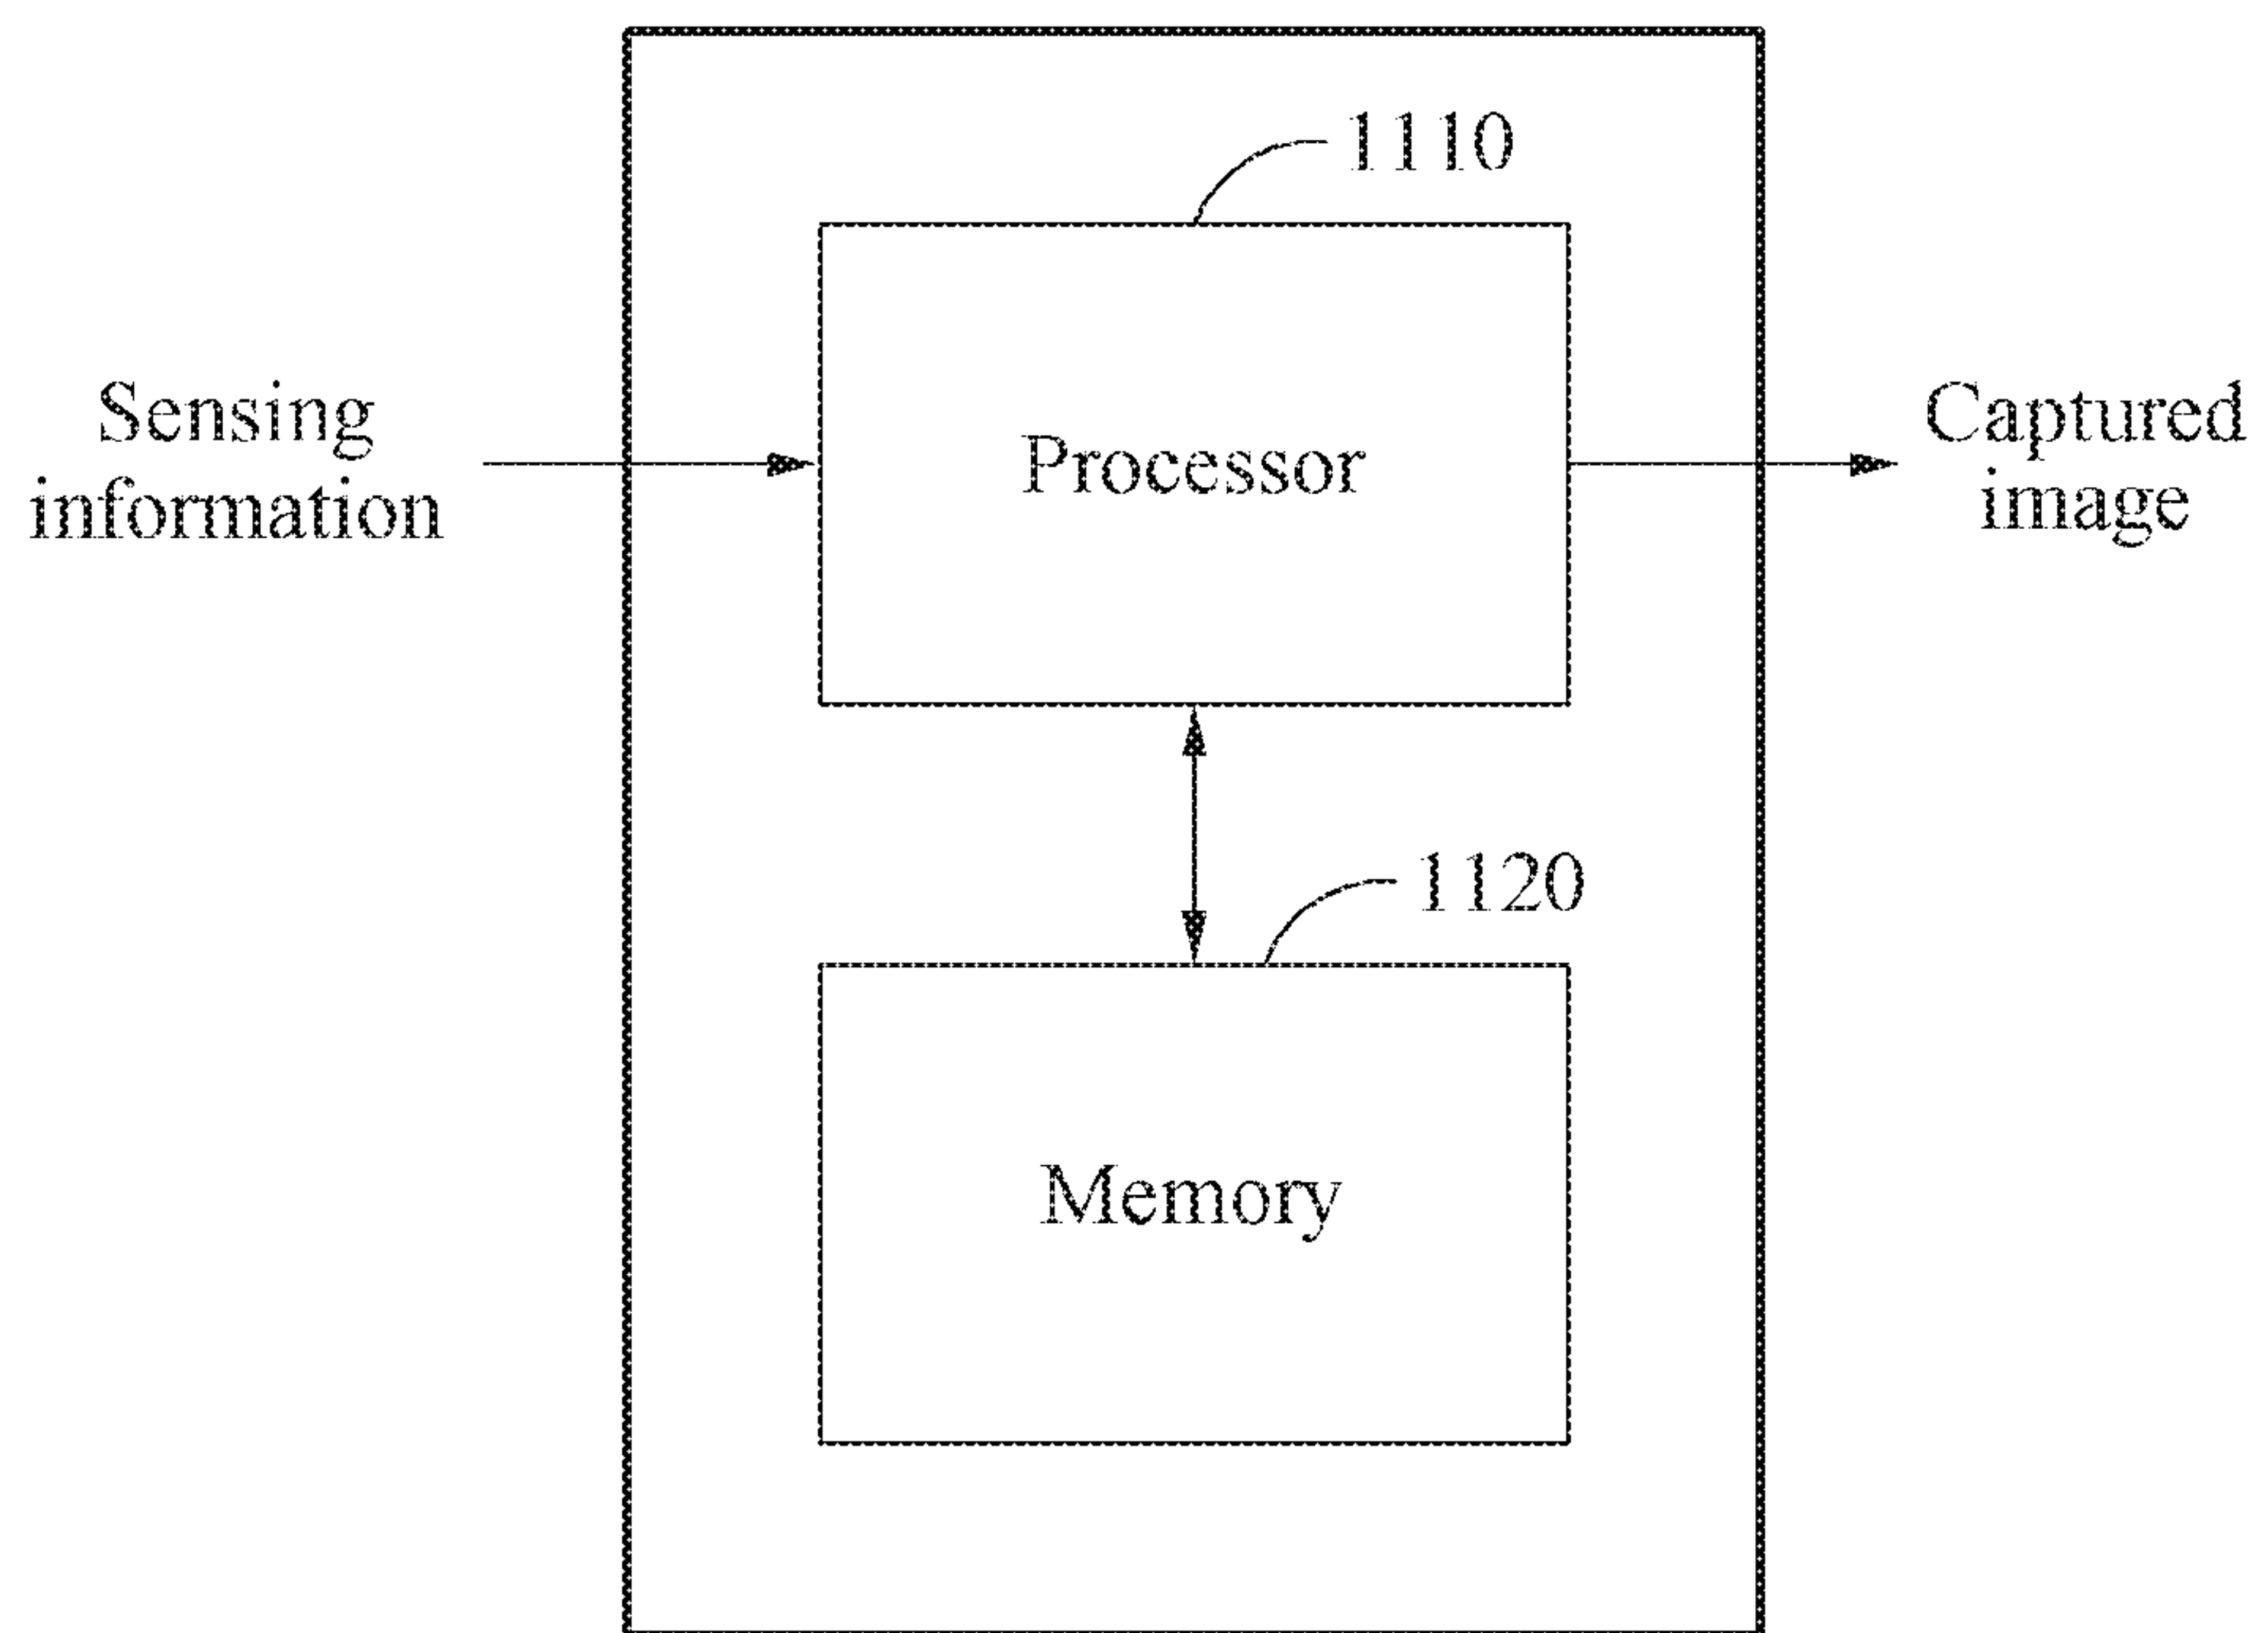 1110
Sensing
information
Processor
Captured
image
1120
Memory